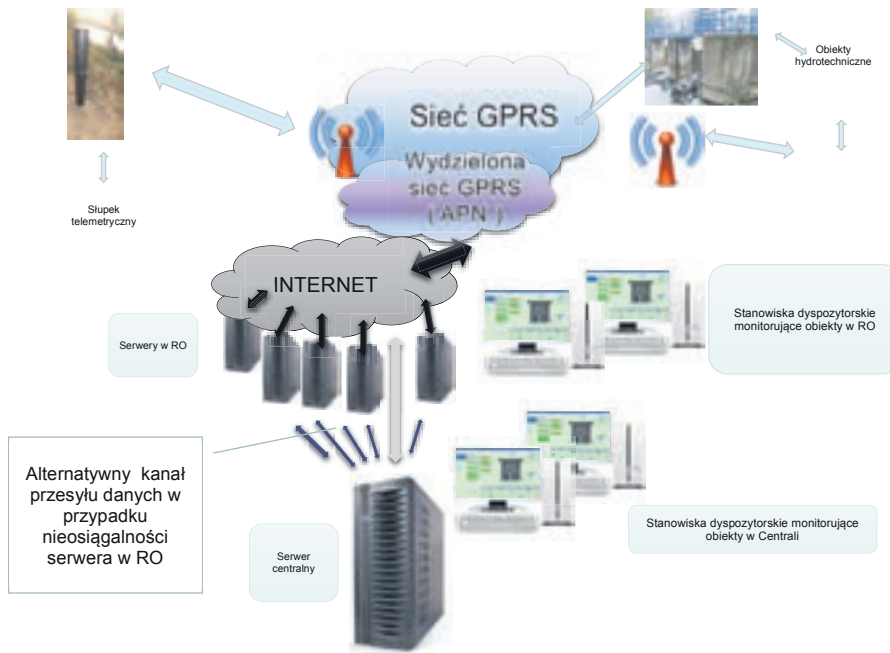 Sieć GPRS
Wydzielona
sieć GPRS
( APN )
Obiekty
hydrotechniczne
Słupek
telemetryczny
INTERNET
Serwery w RO
Stanowiska dyspozytorskie
monitorujące obiekty w RO
Alternatywny kanał
przesyłu danych w
przypadku
nieosiągalności
serwera w RO
Serwer
centralny
Stanowiska dyspozytorskie monitorujące
obiekty w Centrali